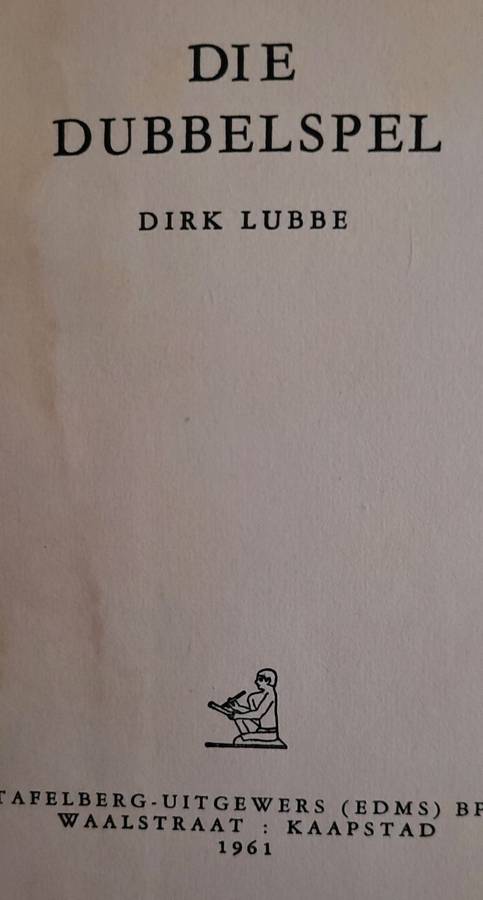 DIE
DUBBELSPEL
DIRK LUBBE
TAFELBERG-UITGEWERS (EDMS)
WAALSTRAAT : KAAPSTAD
1961